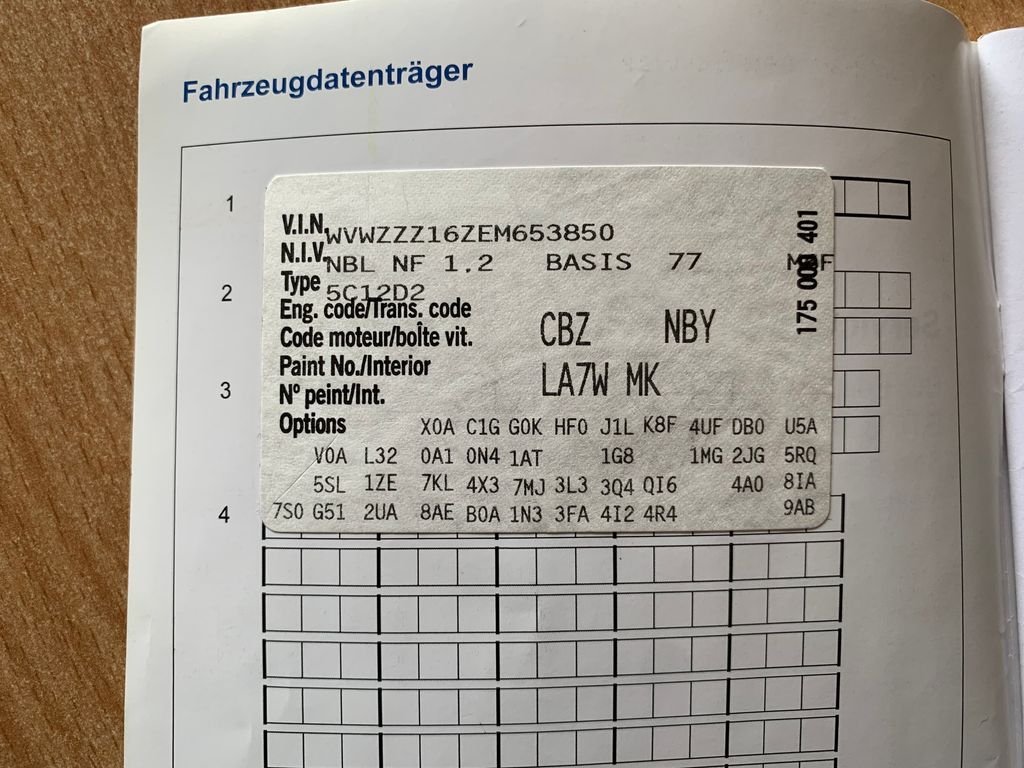 Fahrzeugdatenträger
1
V.I.N. WVWZZZ16ZEM653850
N.I.V. NBL NF 1.2 BASIS 77
Type 5C12D2
2
Eng. code/Trans. code
Code moteur/boîte vit. CBZ NBY
Paint No./Interior
3
Nº peint/Int. LA7W MK
Options X0A C1G G0K HF0 J1L K8F 4UF DB0 U5A
V0A L32 0A1 0N4 1AT 1G8 1MG 2JG 5RQ
5SL 1ZE 7KL 4X3 7MJ 3L3 3Q4 QI6 4A0 8IA
4
7S0 G51 2UA 8AE B0A 1N3 3FA 4I2 4R4 9AB
175 401